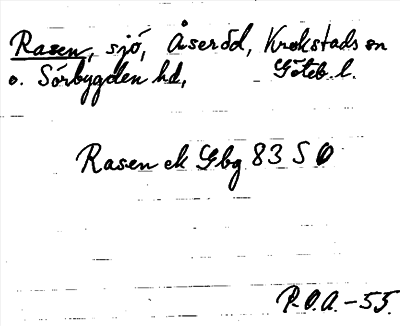 Rasen, sjö, Åseröd, Krokstads sn
o. Sörbygden hd, Göteb. l.
Rasen ek Gbg 83 S O
P.O.A. - 55.